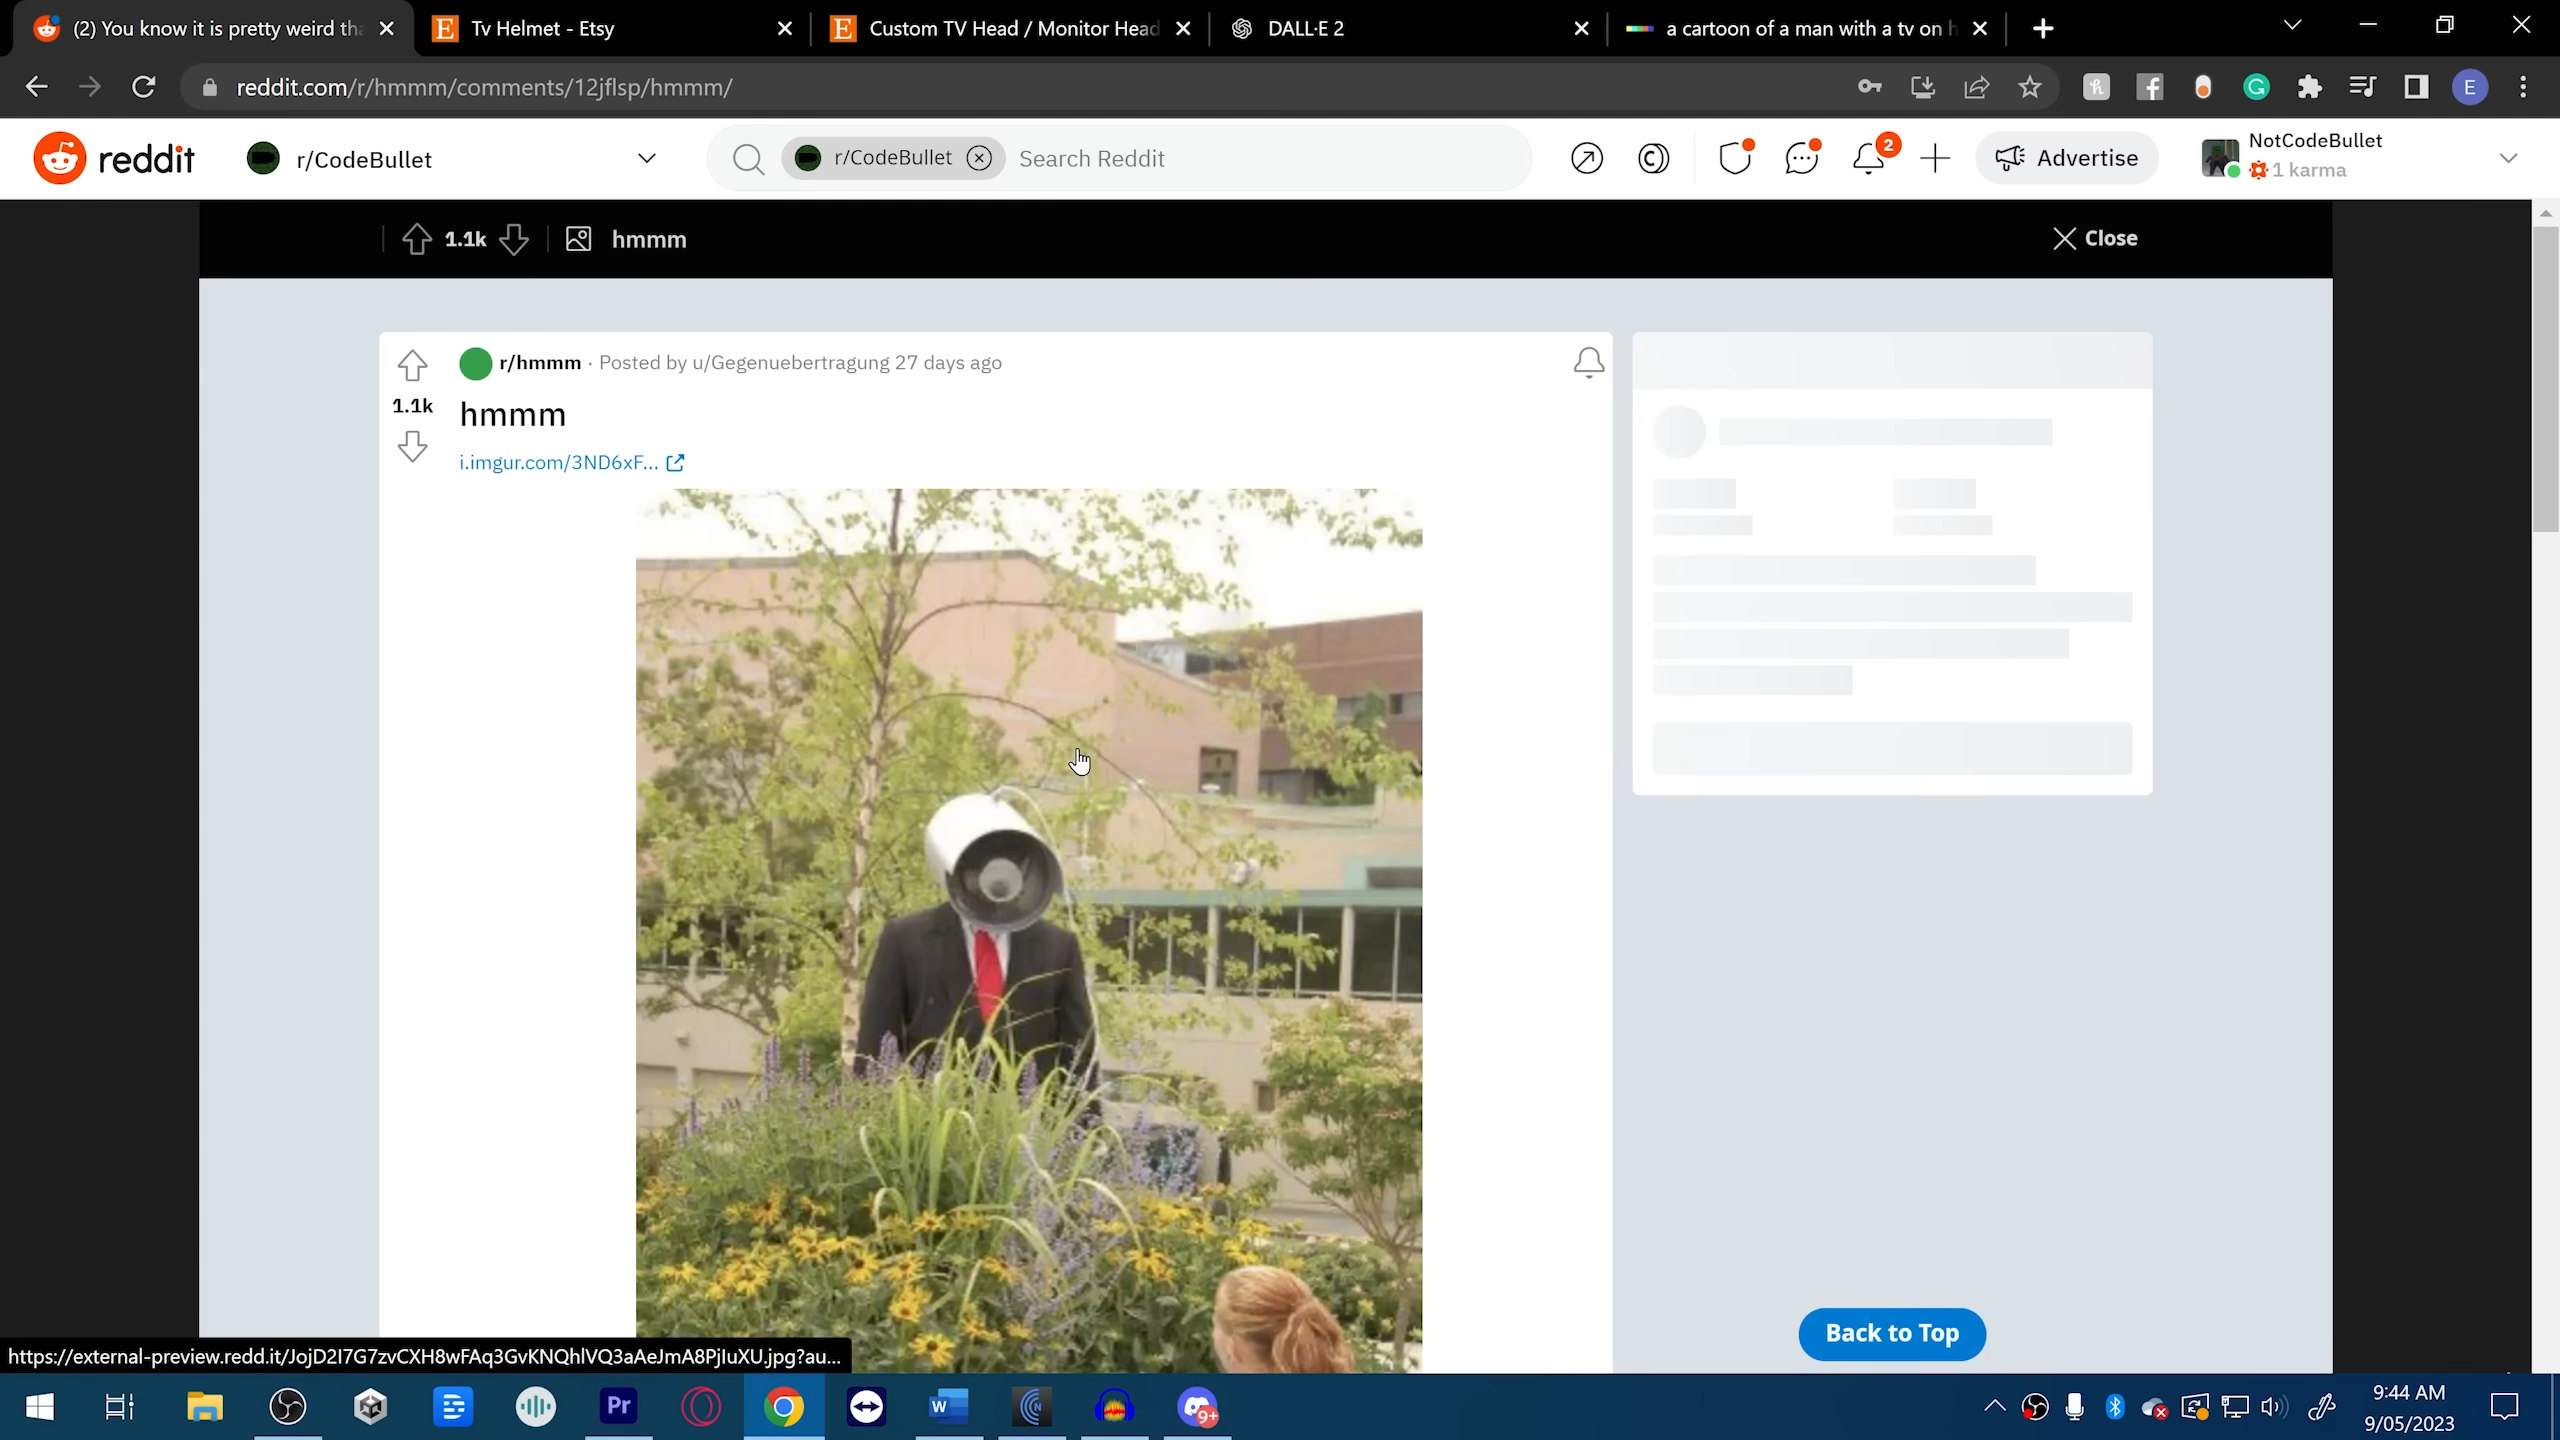 (2) You know it is pretty weird tha
Tv Helmet - Etsy
Custom TV Head / Monitor Head
DALL·E 2
a cartoon of a man with a tv on h
reddit.com/r/hmmm/comments/12jflsp/hmmm/
E
reddit
r/CodeBullet
r/CodeBullet
Search Reddit
2
Advertise
NotCodeBullet
1 karma
1.1k
hmmm
Close
r/hmmm · Posted by u/Gegenuebertragung 27 days ago
1.1k
hmmm
i.imgur.com/3ND6xF...
Back to Top
https://external-preview.redd.it/JojD2I7G7zvCXH8wFAq3GvKNQhlVQ3aAeJmA8PjIuXU.jpg?au...
Pr
W
N
9+
9:44 AM
9/05/2023